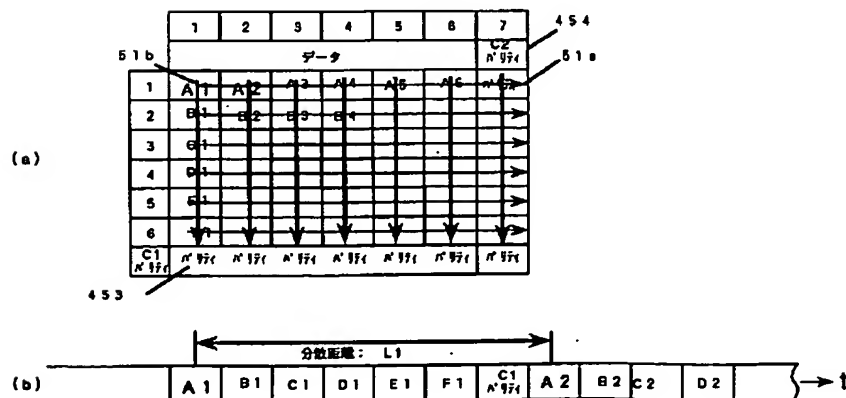 1 2 3 4 5 6 7
454
データ
C2
パリティ
51b
51a
1 A1 A2 A3 A4 A5 A6 パリティ
2 B1 B2 B3 B4
(a)
3 C1
4 D1
5 E1
6
C1
パリティ パリティ パリティ パリティ パリティ パリティ パリティ パリティ
453
分散距離: L1
(b) A1 B1 C1 D1 E1 F1 C1パリティ A2 B2 C2 D2 t